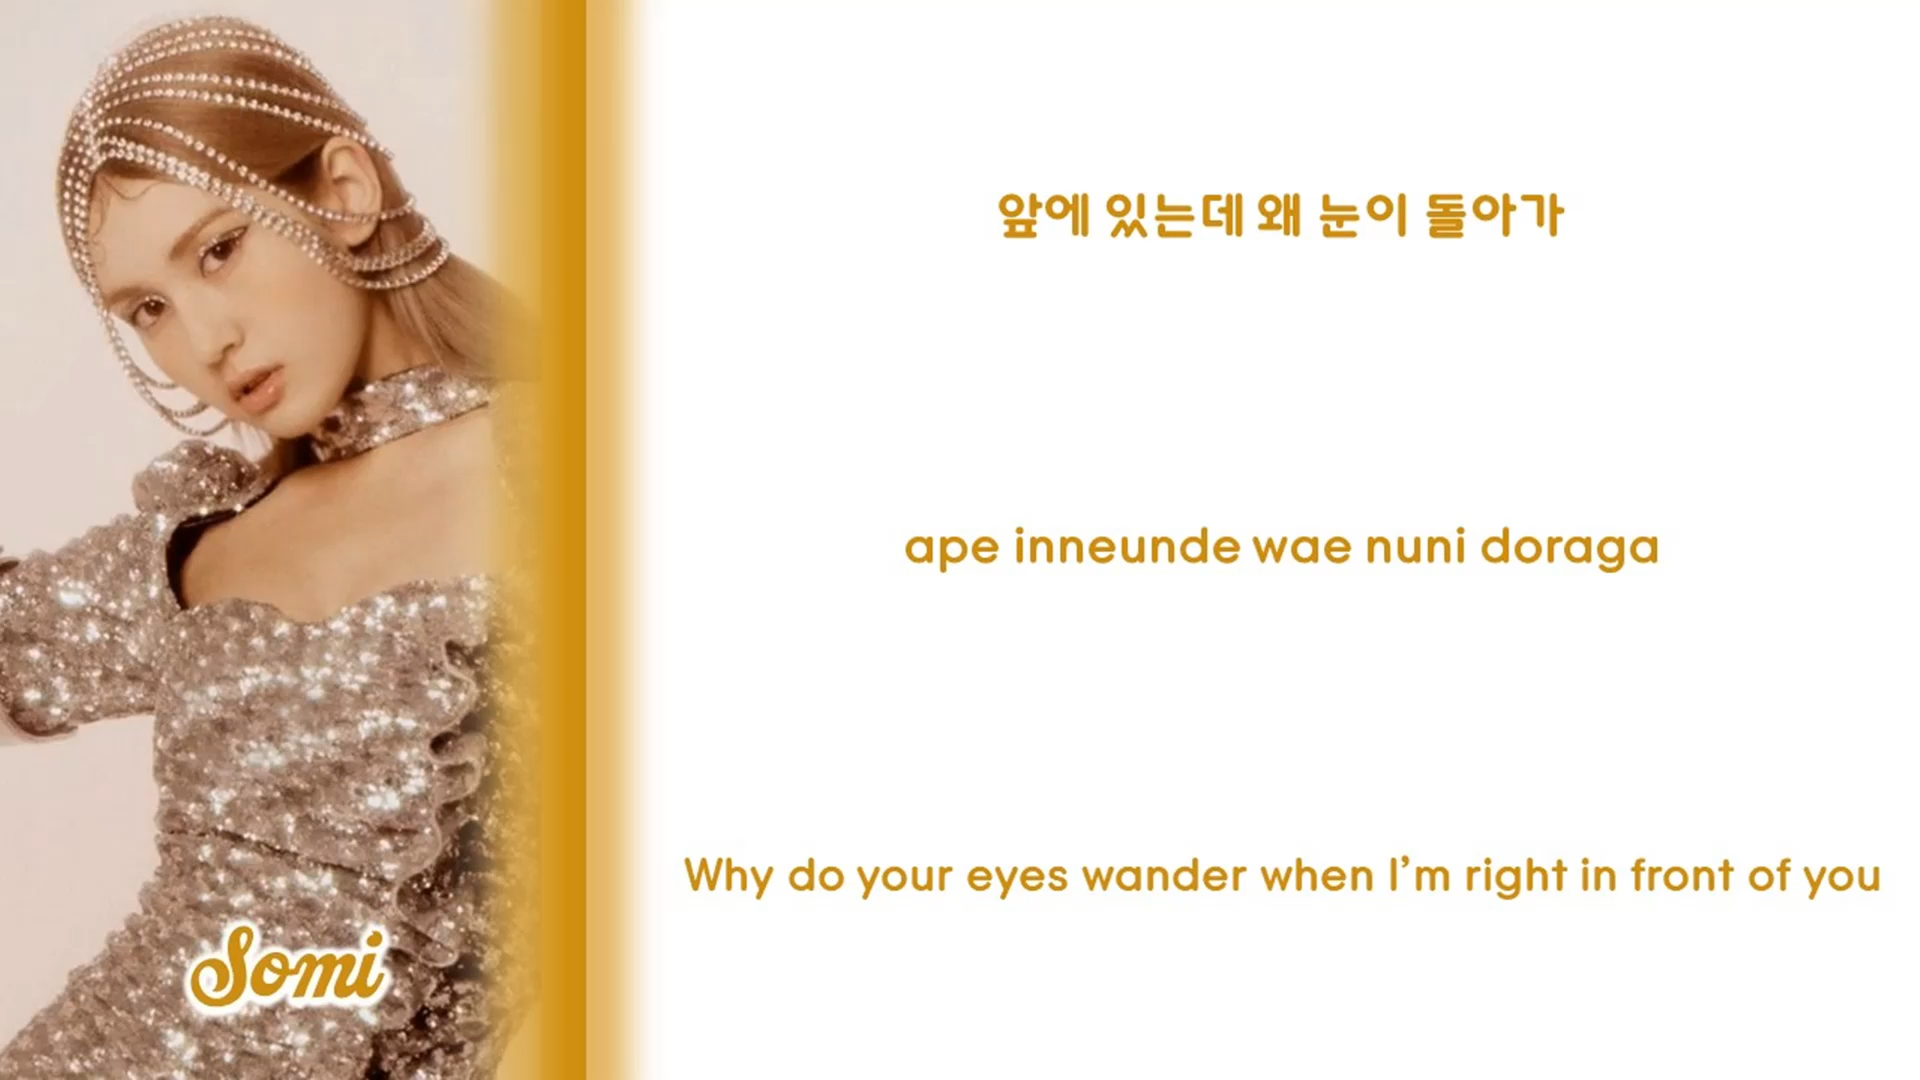 앞에 있는데 왜 눈이 돌아가
ape inneunde wae nuni doraga
Why do your eyes wander when I'm right in front of you
Somi